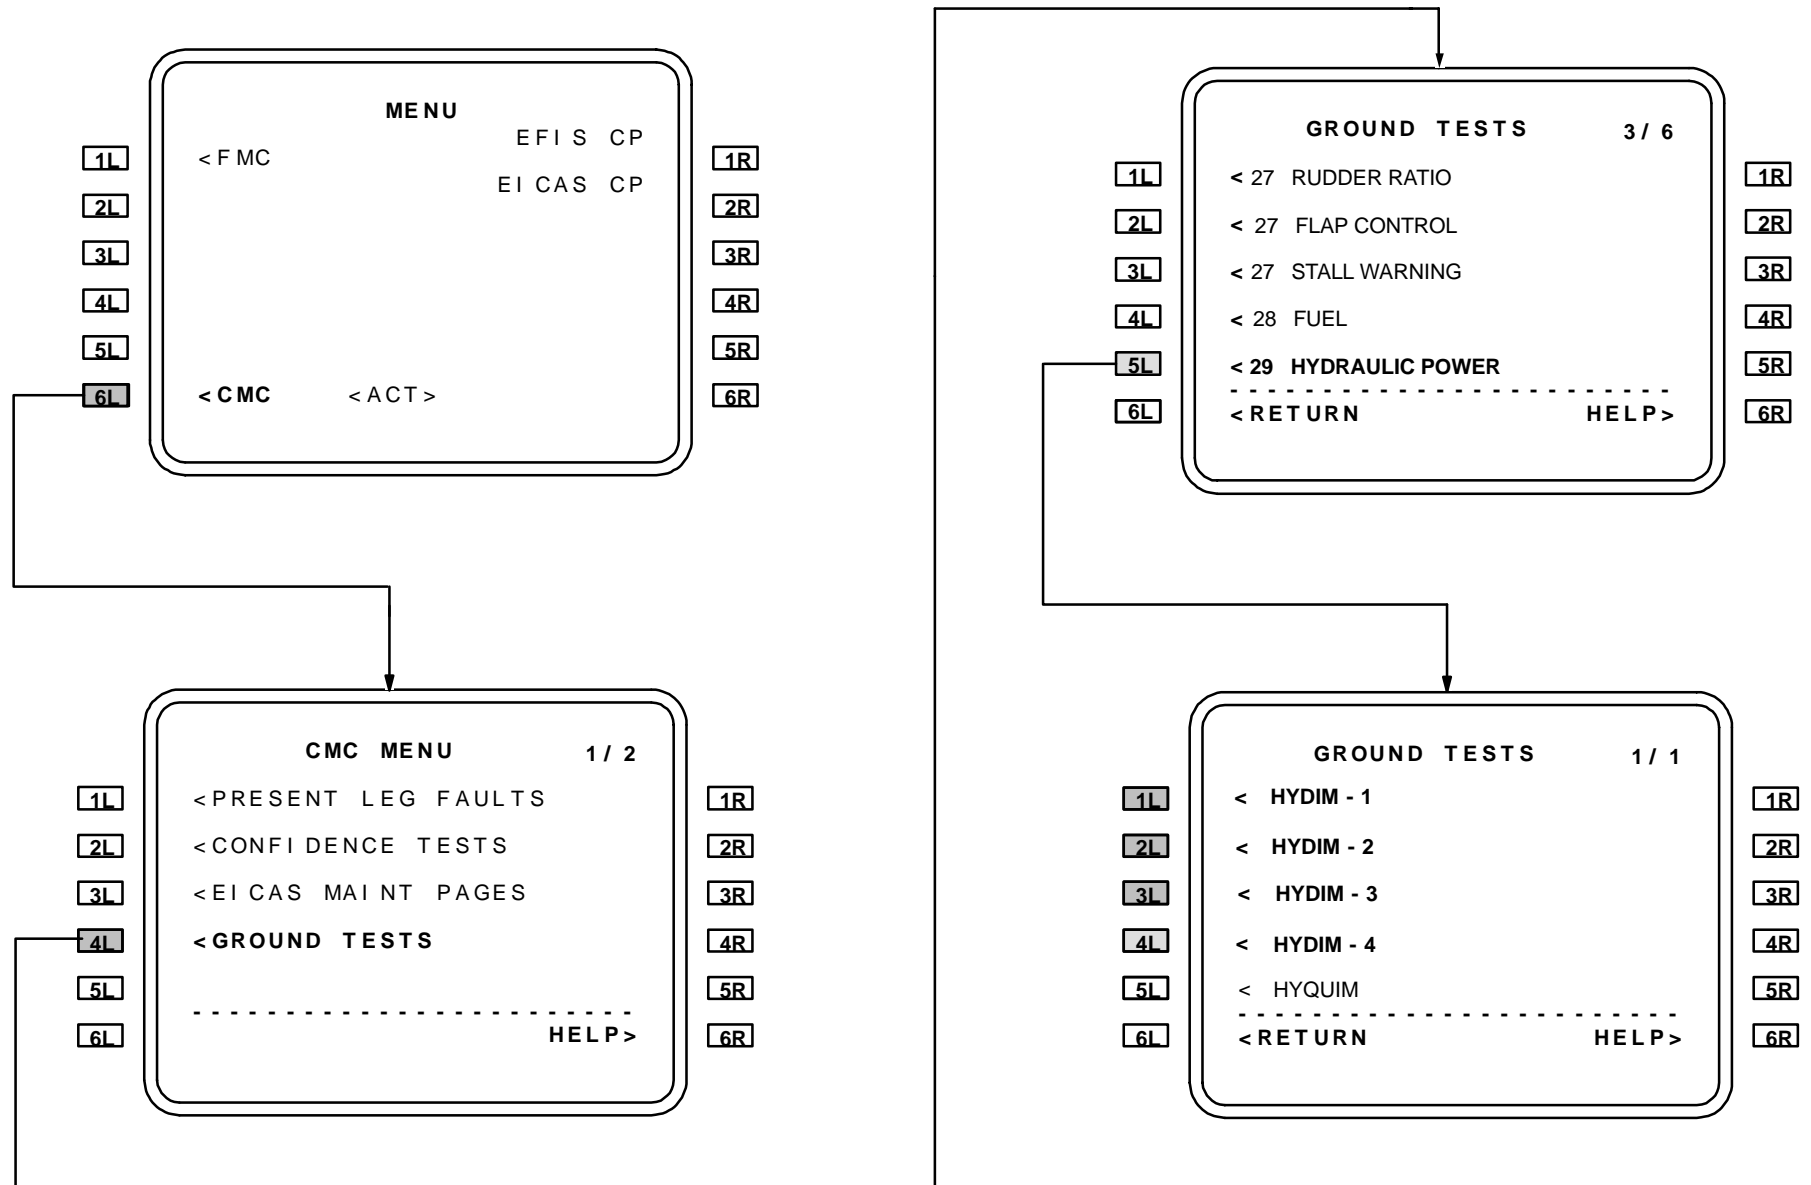 MENU
EFIS CP
1L <FMC 1R
EICAS CP
2L 2R
3L 3R
4L 4R
5L 5R
6L <CMC <ACT> 6R
CMC MENU 1/2
1L <PRESENT LEG FAULTS 1R
2L <CONFIDENCE TESTS 2R
3L <EICAS MAINT PAGES 3R
4L <GROUND TESTS 4R
5L 5R
------------------------
6L HELP> 6R
GROUND TESTS 3/6
1L < 27 RUDDER RATIO 1R
2L < 27 FLAP CONTROL 2R
3L < 27 STALL WARNING 3R
4L < 28 FUEL 4R
5L < 29 HYDRAULIC POWER 5R
------------------------
6L <RETURN HELP> 6R
GROUND TESTS 1/1
1L < HYDIM - 1 1R
2L < HYDIM - 2 2R
3L < HYDIM - 3 3R
4L < HYDIM - 4 4R
5L < HYQUIM 5R
------------------------
6L <RETURN HELP> 6R